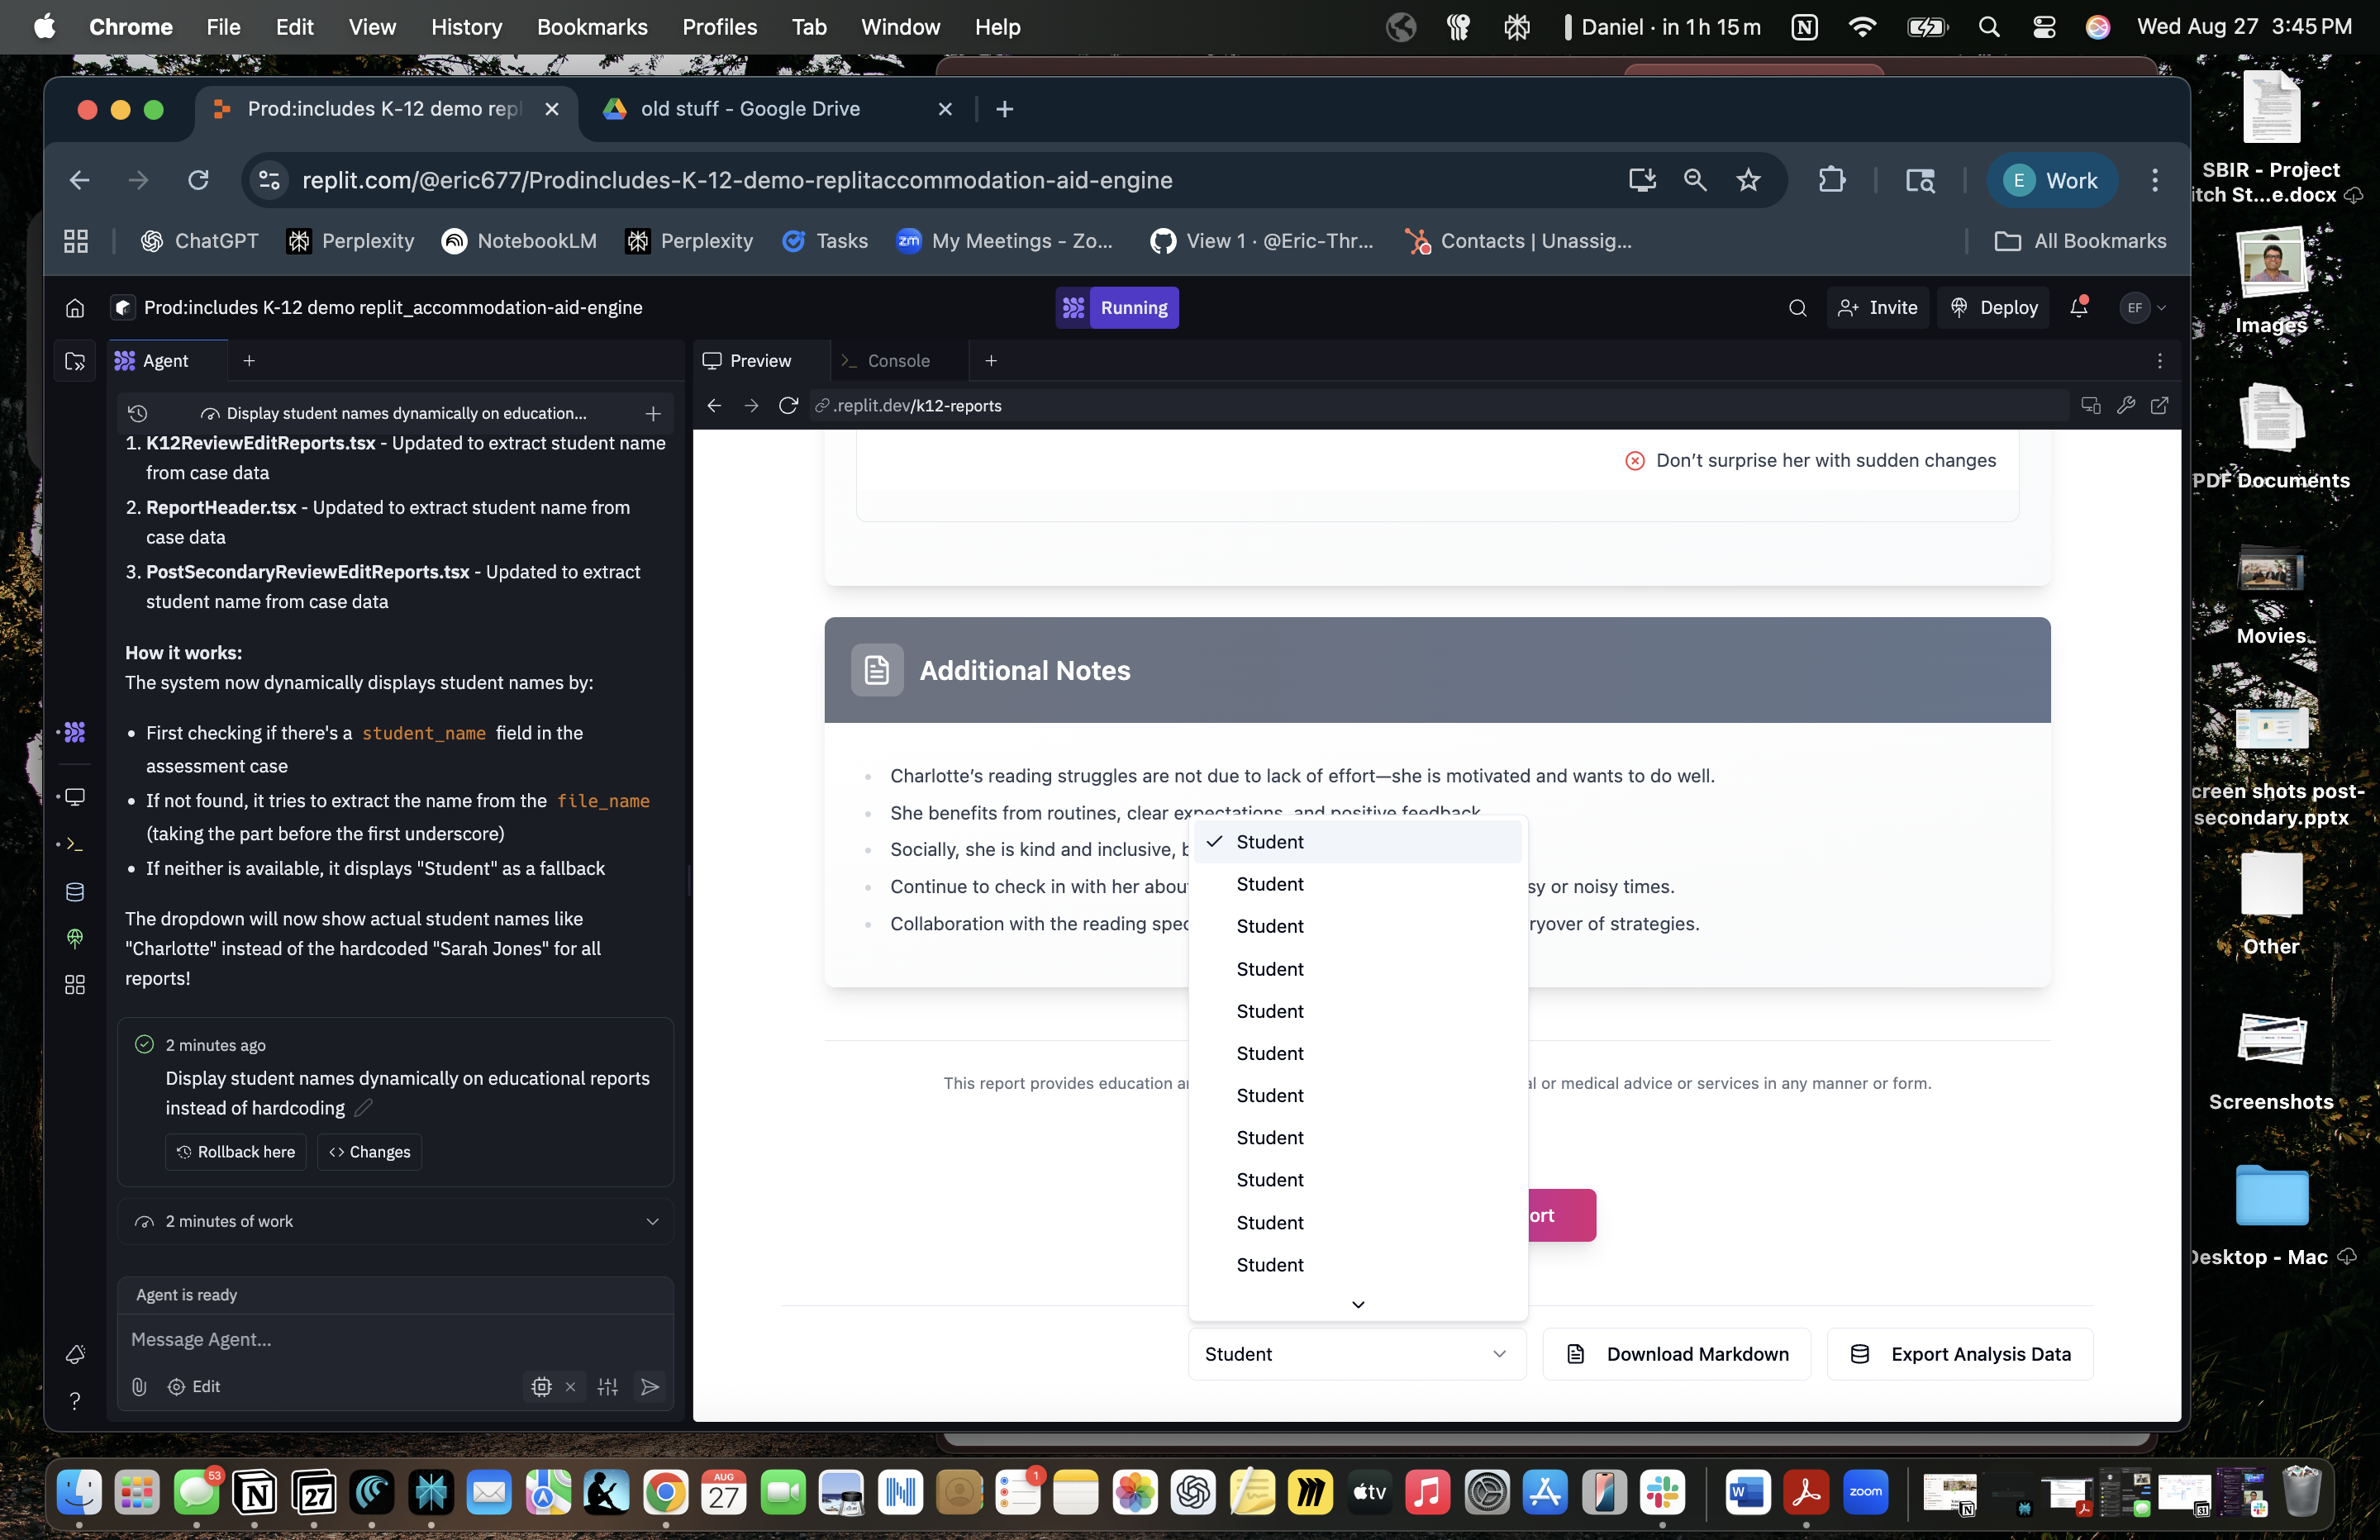 Chrome File Edit View History Bookmarks Profiles Tab Window Help
Daniel · in 1h 15m
Wed Aug 27 3:45PM
Prod:includes K-12 demo repl
old stuff - Google Drive
replit.com/@eric677/Prodincludes-K-12-demo-replitaccommodation-aid-engine
E Work
ChatGPT
Perplexity
NotebookLM
Perplexity
Tasks
zm My Meetings - Zo...
View 1 · @Eric-Thr...
Contacts | Unassig...
All Bookmarks
Prod:includes K-12 demo replit_accommodation-aid-engine
Running
Invite
Deploy
EF
Agent
Preview
Console
Display student names dynamically on education...
.replit.dev/k12-reports
1. K12ReviewEditReports.tsx - Updated to extract student name
from case data
2. ReportHeader.tsx - Updated to extract student name from
case data
3. PostSecondaryReviewEditReports.tsx - Updated to extract
student name from case data
How it works:
The system now dynamically displays student names by:
• First checking if there's a student_name field in the
assessment case
• If not found, it tries to extract the name from the file_name
(taking the part before the first underscore)
• If neither is available, it displays "Student" as a fallback
The dropdown will now show actual student names like
"Charlotte" instead of the hardcoded "Sarah Jones" for all
reports!
2 minutes ago
Display student names dynamically on educational reports
instead of hardcoding
Rollback here
<> Changes
2 minutes of work
Agent is ready
Message Agent...
Edit
Don’t surprise her with sudden changes
Additional Notes
• Charlotte’s reading struggles are not due to lack of effort—she is motivated and wants to do well.
• She benefits from routines, clear expectations, and positive feedback.
• Socially, she is kind and inclusive, b
• Continue to check in with her abou sy or noisy times.
• Collaboration with the reading spec ryover of strategies.
This report provides education a al or medical advice or services in any manner or form.
Student
Student
Student
Student
Student
Student
Student
Student
Student
Student
Student
ort
Student
Download Markdown
Export Analysis Data
SBIR - Project
itch St...e.docx
Images
PDF Documents
Movies
creen shots post-
secondary.pptx
Other
Screenshots
Desktop - Mac
53
27
AUG
27
1
tv
W
zoom
31